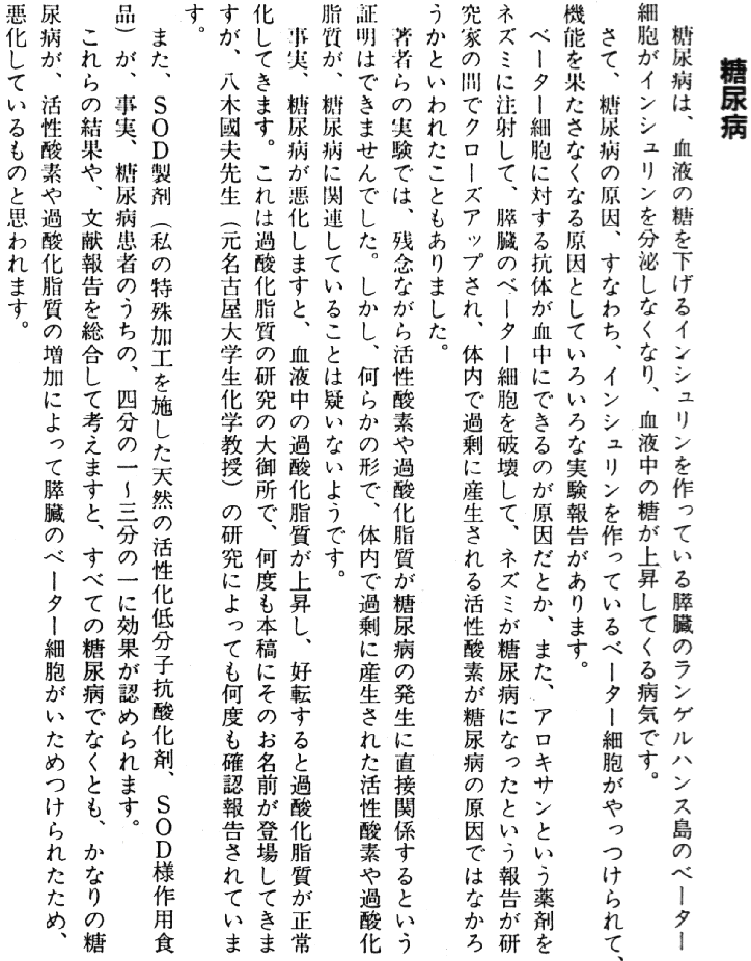 糖尿病
糖尿病は、血液の糖を下げるインシュリンを作っている膵臓のランゲルハンス島のベーター
細胞がインシュリンを分泌しなくなり、血液中の糖が上昇してくる病気です。
さて、糖尿病の原因、すなわち、インシュリンを作っているベーター細胞がやっつけられて、
機能を果たさなくなる原因としていろいろな実験報告があります。
ベーター細胞に対する抗体が血中にできるのが原因だとか、また、アロキサンという薬剤を
ネズミに注射して、膵臓のベーター細胞を破壊して、ネズミが糖尿病になったという報告が研
究家の間でクローズアップされ、体内で過剰に産生される活性酸素が糖尿病の原因ではなかろ
うかといわれたこともありました。
著者らの実験では、残念ながら活性酸素や過酸化脂質が糖尿病の発生に直接関係するという
証明はできませんでした。しかし、何らかの形で、体内で過剰に産生された活性酸素や過酸化
脂質が、糖尿病に関連していることは疑いないようです。
事実、糖尿病が悪化しますと、血液中の過酸化脂質が上昇し、好転すると過酸化脂質が正常
化してきます。これは過酸化脂質の研究の大御所で、何度も本稿にそのお名前が登場してきま
すが、八木國夫先生（元名古屋大学生化学教授）の研究によっても何度も確認報告されていま
す。
また、ＳＯＤ製剤（私の特殊加工を施した天然の活性化低分子抗酸化剤、ＳＯＤ様作用食
品）が、事実、糖尿病患者のうちの、四分の一〜三分の一に効果が認められます。
これらの結果や、文献報告を総合して考えますと、すべての糖尿病でなくとも、かなりの糖
尿病が、活性酸素や過酸化脂質の増加によって膵臓のベーター細胞がいためつけられたため、
悪化しているものと思われます。